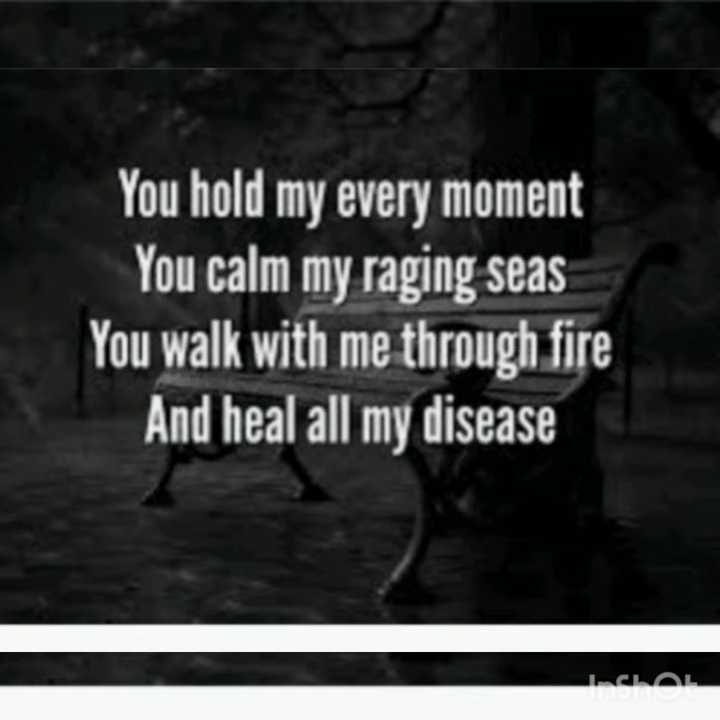 You hold my every moment
You calm my raging seas
You walk with me through fire
And heal all my disease
InShOt